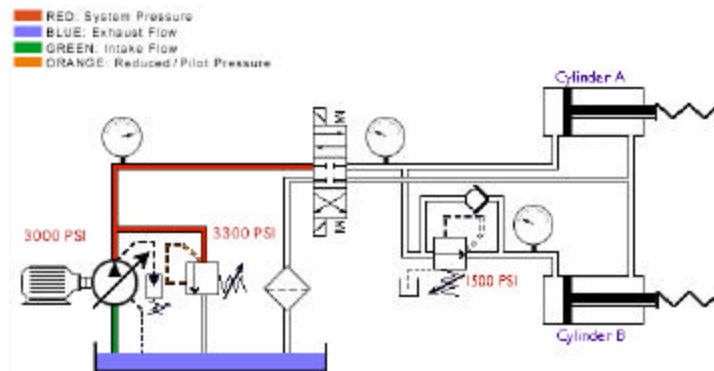 RED: System Pressure
BLUE: Exhaust Flow
GREEN: Intake Flow
ORANGE: Reduced/Pilot Pressure
Cylinder A
3000 PSI
3300 PSI
1500 PSI
Cylinder B